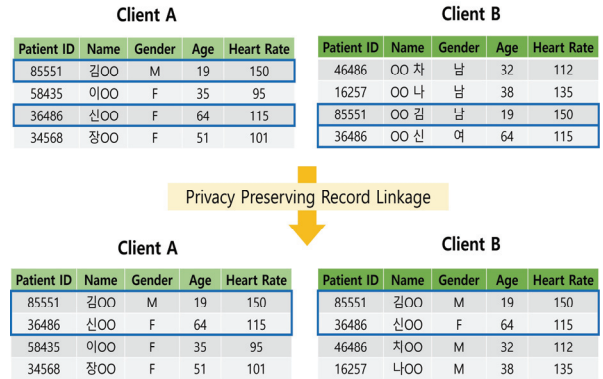 Client A
Patient ID Name Gender Age Heart Rate
85551 김OO M 19 150
58435 이OO F 35 95
36486 신OO F 64 115
34568 장OO F 51 101
Client B
Patient ID Name Gender Age Heart Rate
46486 OO 차 남 32 112
16257 OO 나 남 38 135
85551 OO 김 남 19 150
36486 OO 신 여 64 115
Privacy Preserving Record Linkage
Client A
Patient ID Name Gender Age Heart Rate
85551 김OO M 19 150
36486 신OO F 64 115
58435 이OO F 35 95
34568 장OO F 51 101
Client B
Patient ID Name Gender Age Heart Rate
85551 김OO M 19 150
36486 신OO F 64 115
46486 치OO M 32 112
16257 나OO M 38 135